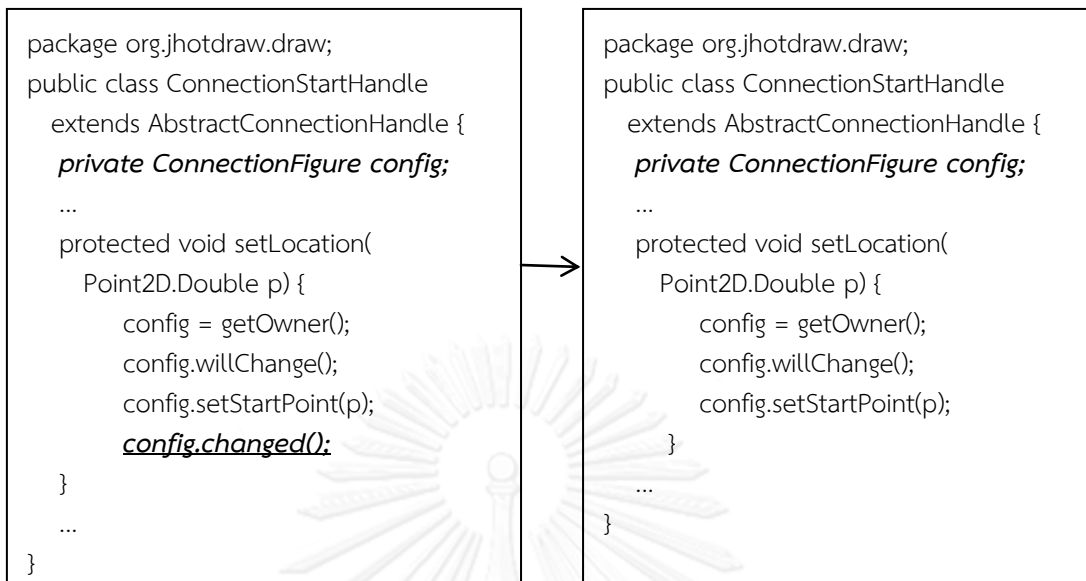 package org.jhotdraw.draw;
public class ConnectionStartHandle
extends AbstractConnectionHandle {
private ConnectionFigure config;
...
protected void setLocation(
Point2D.Double p) {
config = getOwner();
config.willChange();
config.setStartPoint(p);
config.changed();
}
...
}
package org.jhotdraw.draw;
public class ConnectionStartHandle
extends AbstractConnectionHandle {
private ConnectionFigure config;
...
protected void setLocation(
Point2D.Double p) {
config = getOwner();
config.willChange();
config.setStartPoint(p);
}
...
}